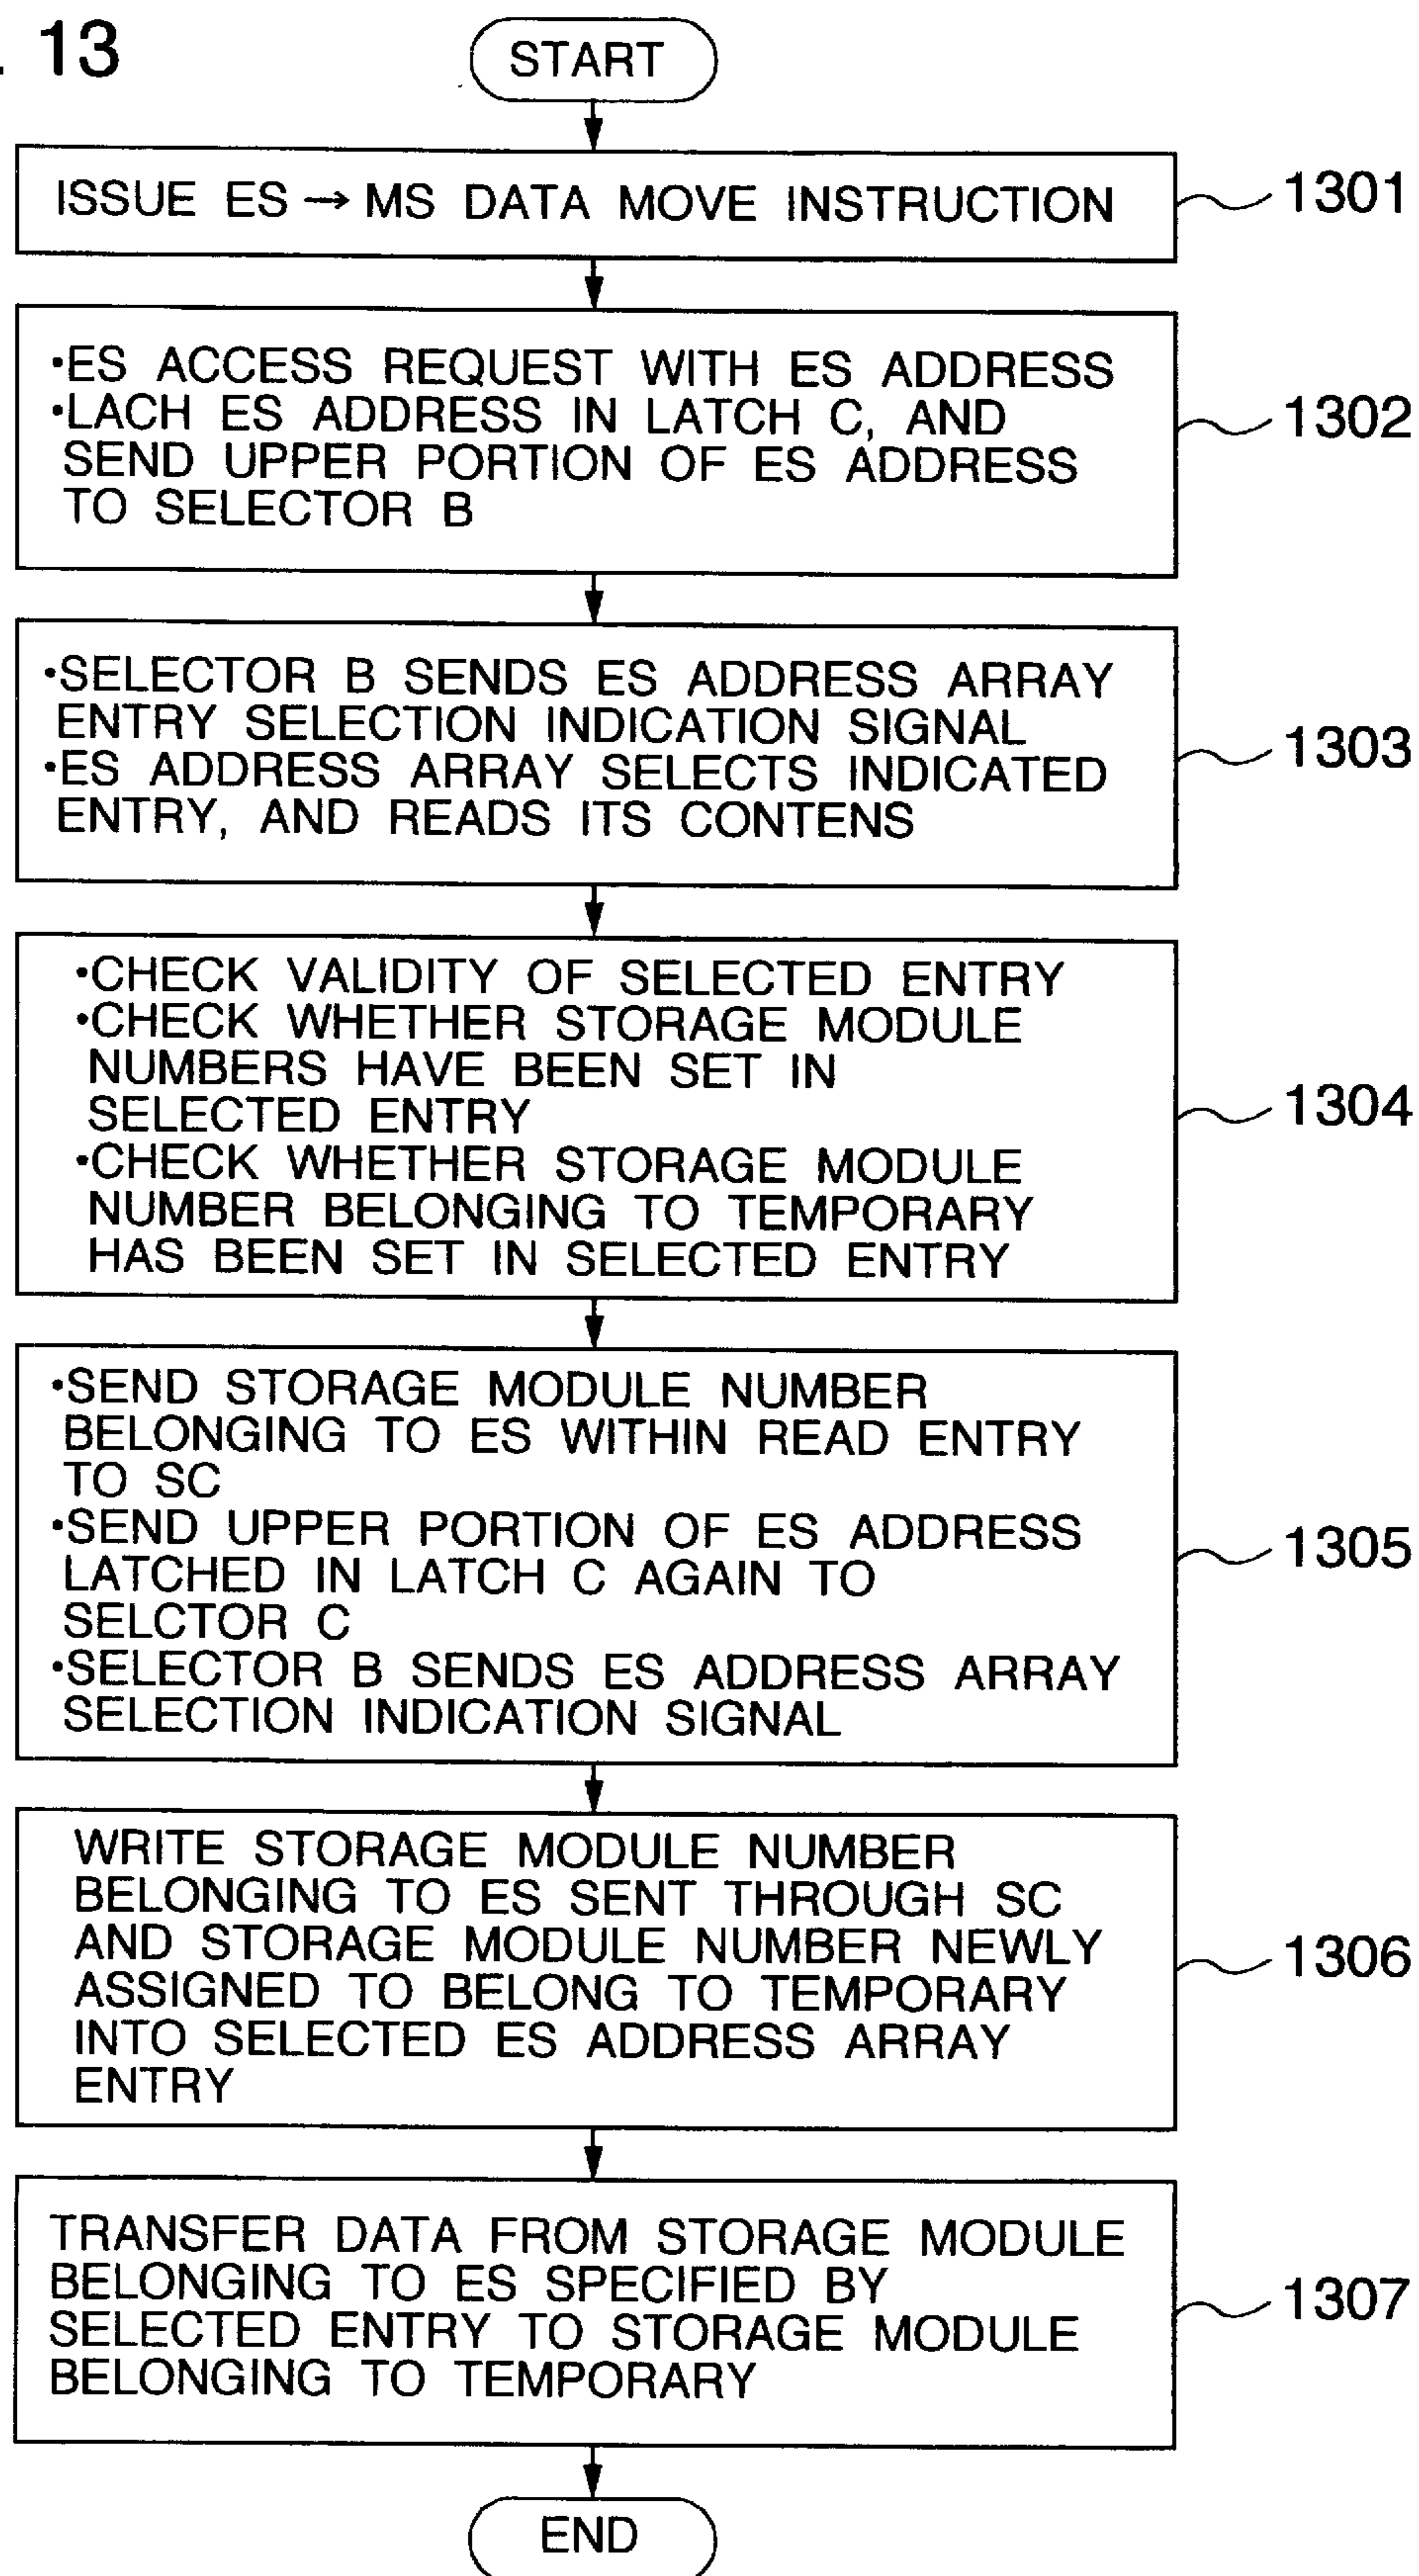 . 13
START
ISSUE ES → MS DATA MOVE INSTRUCTION
1301
•ES ACCESS REQUEST WITH ES ADDRESS
•LACH ES ADDRESS IN LATCH C, AND
SEND UPPER PORTION OF ES ADDRESS
TO SELECTOR B
1302
•SELECTOR B SENDS ES ADDRESS ARRAY
ENTRY SELECTION INDICATION SIGNAL
•ES ADDRESS ARRAY SELECTS INDICATED
ENTRY, AND READS ITS CONTENS
1303
•CHECK VALIDITY OF SELECTED ENTRY
•CHECK WHETHER STORAGE MODULE
NUMBERS HAVE BEEN SET IN
SELECTED ENTRY
•CHECK WHETHER STORAGE MODULE
NUMBER BELONGING TO TEMPORARY
HAS BEEN SET IN SELECTED ENTRY
1304
•SEND STORAGE MODULE NUMBER
BELONGING TO ES WITHIN READ ENTRY
TO SC
•SEND UPPER PORTION OF ES ADDRESS
LATCHED IN LATCH C AGAIN TO
SELCTOR C
•SELECTOR B SENDS ES ADDRESS ARRAY
SELECTION INDICATION SIGNAL
1305
WRITE STORAGE MODULE NUMBER
BELONGING TO ES SENT THROUGH SC
AND STORAGE MODULE NUMBER NEWLY
ASSIGNED TO BELONG TO TEMPORARY
INTO SELECTED ES ADDRESS ARRAY
ENTRY
1306
TRANSFER DATA FROM STORAGE MODULE
BELONGING TO ES SPECIFIED BY
SELECTED ENTRY TO STORAGE MODULE
BELONGING TO TEMPORARY
1307
END